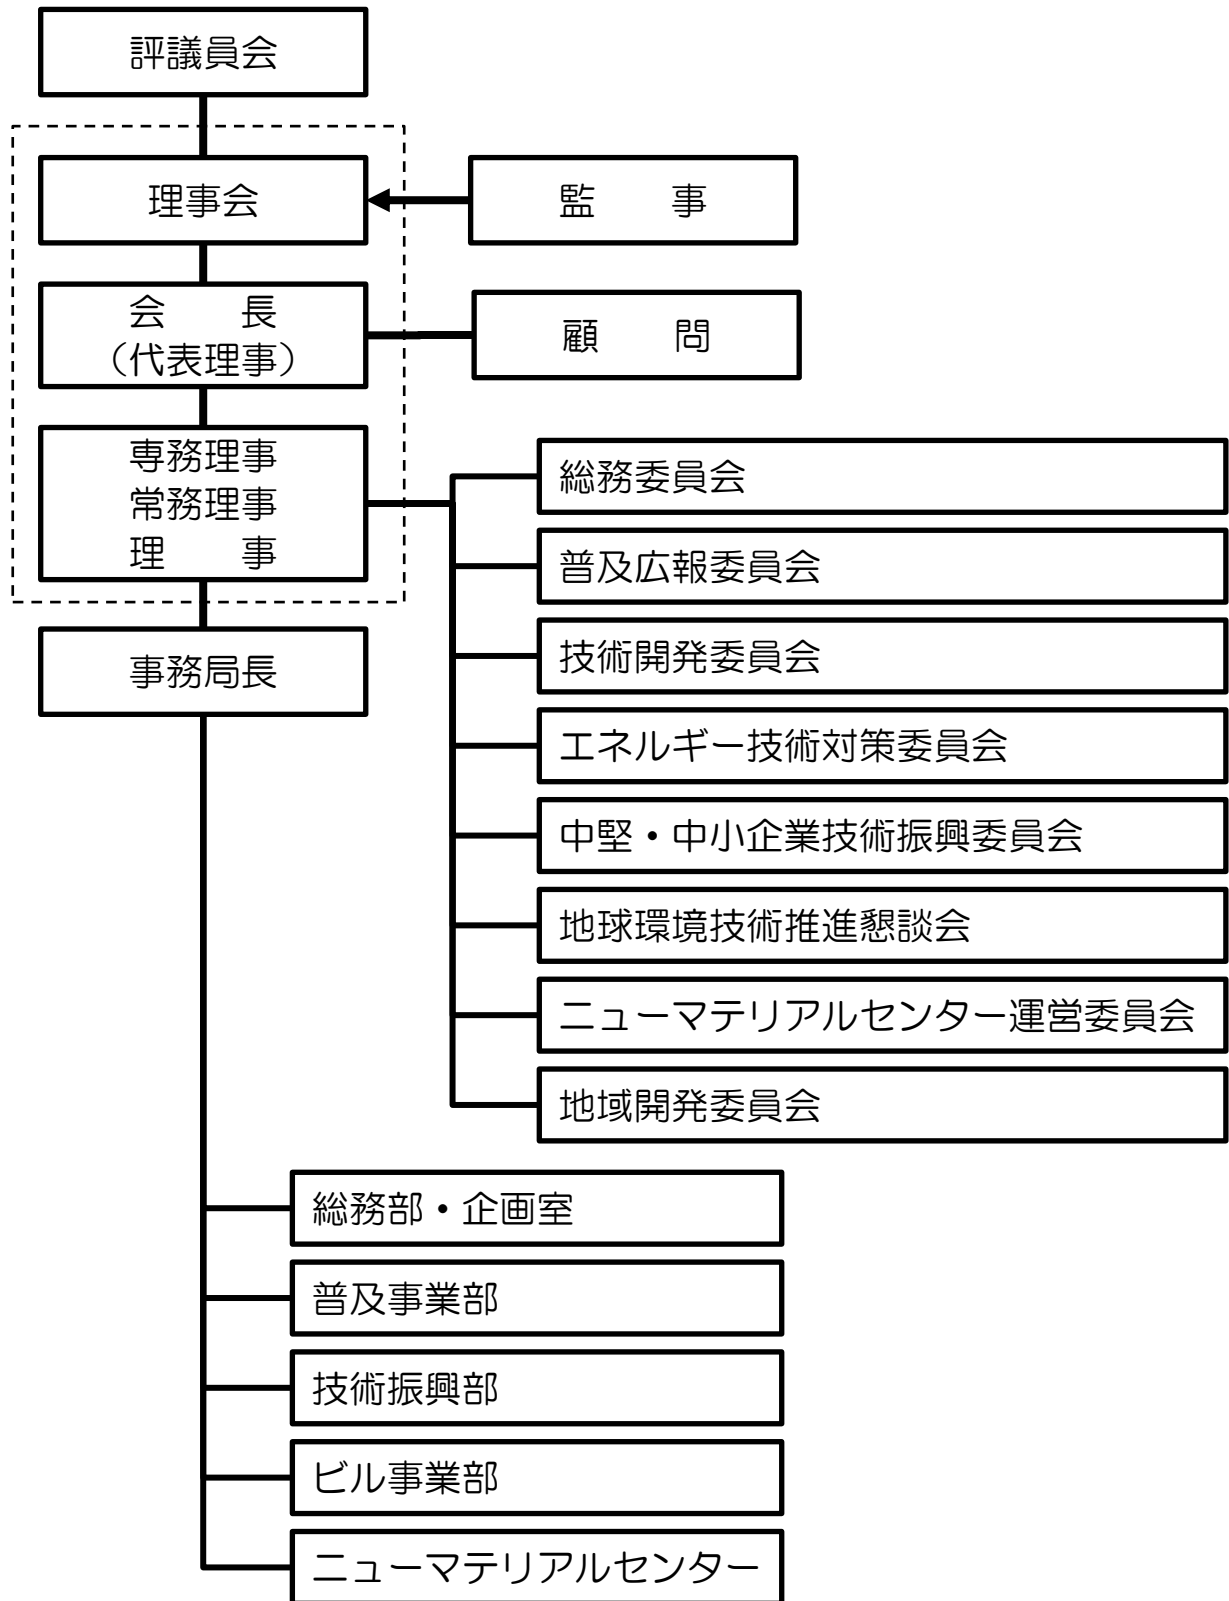 評議員会
理事会
監　　事
会　　長
（代表理事）
顧　　問
専務理事
常務理事
理　　事
総務委員会
普及広報委員会
技術開発委員会
エネルギー技術対策委員会
中堅・中小企業技術振興委員会
地球環境技術推進懇談会
ニューマテリアルセンター運営委員会
地域開発委員会
事務局長
総務部・企画室
普及事業部
技術振興部
ビル事業部
ニューマテリアルセンター